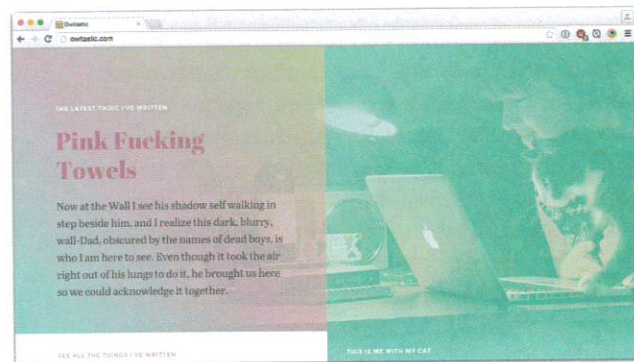 Owltastic
owltastic.com
THE LATEST THING I'VE WRITTEN
Pink Fucking
Towels
Now at the Wall I see his shadow self walking in
step beside him, and I realize this dark, blurry,
wall-Dad, obscured by the names of dead boys, is
who I am here to see. Even though it took the air
right out of his lungs to do it, he brought us here
so we could acknowledge it together.
SEE ALL THE THINGS I'VE WRITTEN
THIS IS ME WITH MY CAT